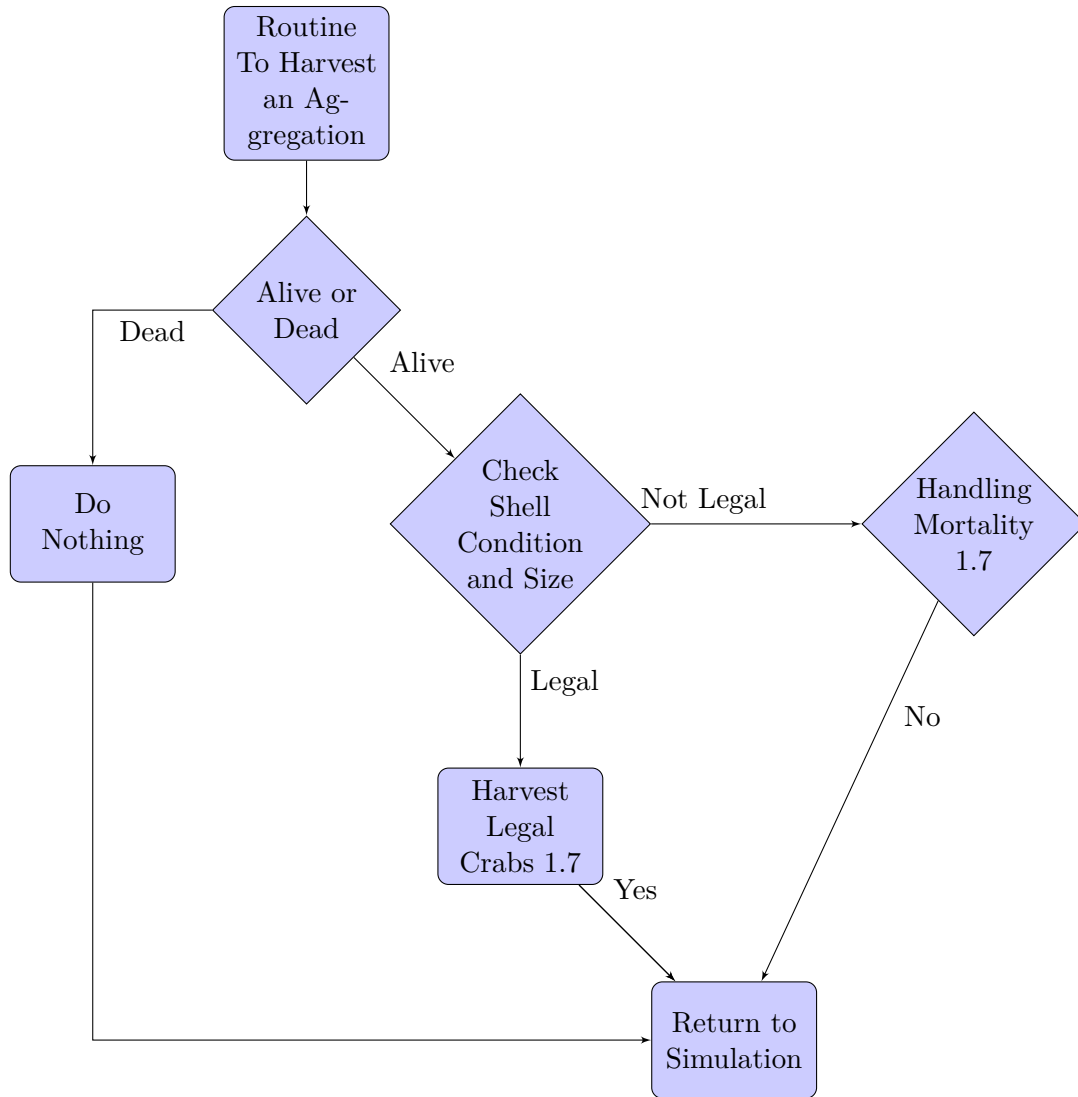 Routine
To Harvest
an Ag-
gregation
Alive or
Dead
Dead
Alive
Do
Nothing
Check
Shell
Condition
and Size
Not Legal
Handling
Mortality
1.7
Legal
No
Harvest
Legal
Crabs 1.7
Yes
Return to
Simulation